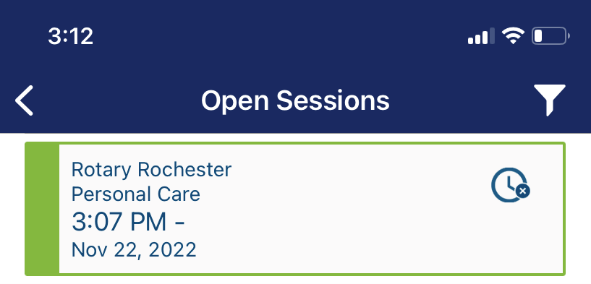 3:12
Open Sessions
Rotary Rochester
Personal Care
3:07 PM -
Nov 22, 2022